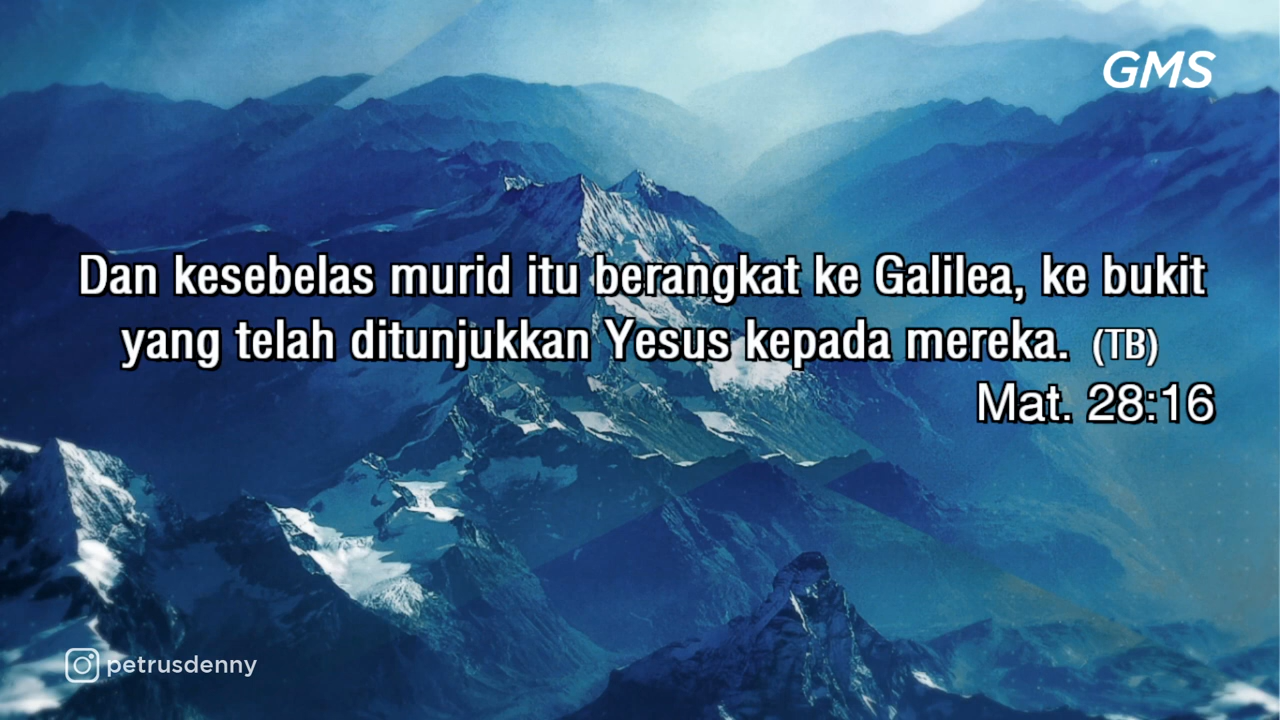 GMS
Dan kesebelas murid itu berangkat ke Galilea, ke bukit
yang telah ditunjukkan Yesus kepada mereka. (TB)
Mat. 28:16
petrusdenny